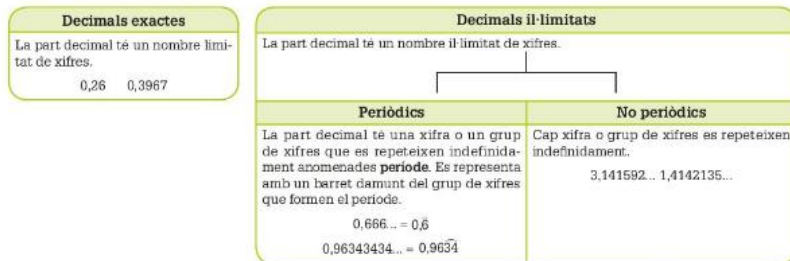 Decimals exactes
La part decimal té un nombre limi-
tat de xifres.
0,26 0,3967
Decimals il·limitats
La part decimal té un nombre il·limitat de xifres.
Periòdics
La part decimal té una xifra o un grup
de xifres que es repeteixen indefinida-
ment anomenades període. Es representa
amb un barret damunt del grup de xifres
que formen el període.
0,666... = 0,6̂
0,96343434... = 0,963͡4
No periòdics
Cap xifra o grup de xifres es repeteixen
indefinidament.
3,141592... 1,4142135...